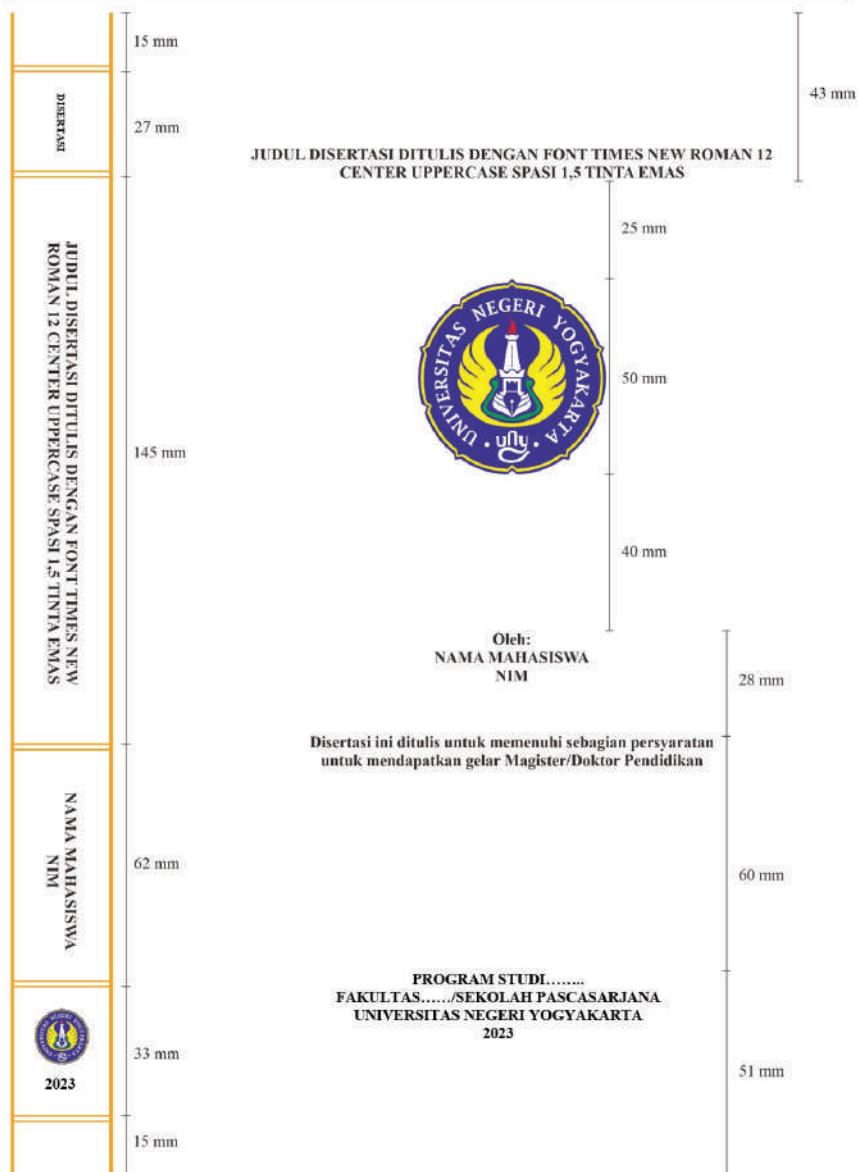 15 mm
DISERTASI
27 mm
JUDUL DISERTASI DITULIS DENGAN FONT TIMES NEW
ROMAN 12 CENTER UPPERCASE SPASI 1,5 TINTA EMAS
145 mm
NAMA MAHASISWA
NIM
62 mm
UNIVERSITAS NEGERI YOGYAKARTA
2023
33 mm
15 mm
43 mm
JUDUL DISERTASI DITULIS DENGAN FONT TIMES NEW ROMAN 12
CENTER UPPERCASE SPASI 1,5 TINTA EMAS
25 mm
UNIVERSITAS NEGERI YOGYAKARTA
uny
50 mm
40 mm
Oleh:
NAMA MAHASISWA
NIM
28 mm
Disertasi ini ditulis untuk memenuhi sebagian persyaratan
untuk mendapatkan gelar Magister/Doktor Pendidikan
60 mm
PROGRAM STUDI........
FAKULTAS....../SEKOLAH PASCASARJANA
UNIVERSITAS NEGERI YOGYAKARTA
2023
51 mm